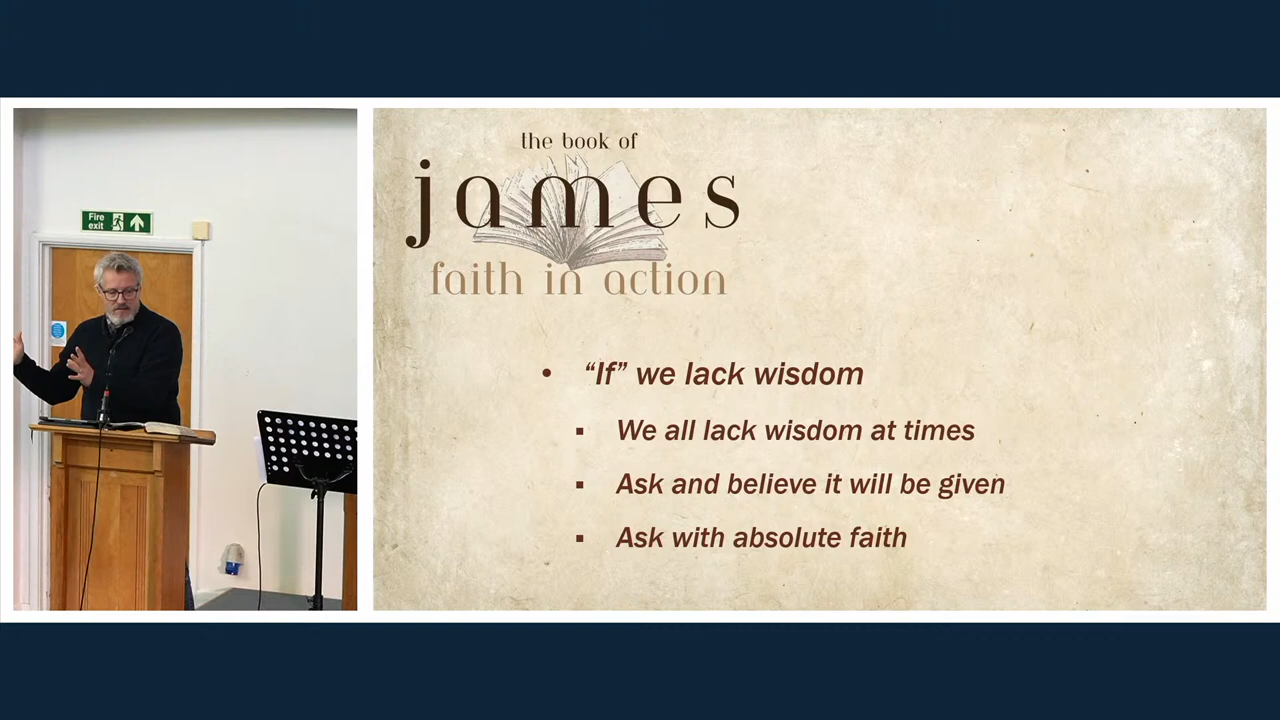 Fire
exit
the book of
james
faith in action
• “If” we lack wisdom
▪ We all lack wisdom at times
▪ Ask and believe it will be given
▪ Ask with absolute faith